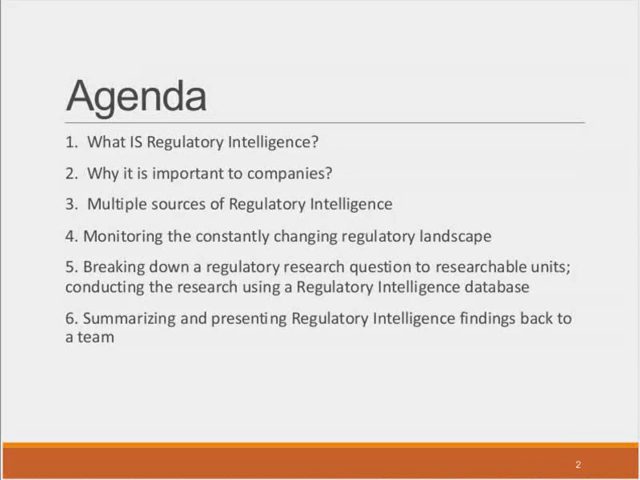 Agenda
1. What IS Regulatory Intelligence?
2. Why it is important to companies?
3. Multiple sources of Regulatory Intelligence
4. Monitoring the constantly changing regulatory landscape
5. Breaking down a regulatory research question to researchable units;
conducting the research using a Regulatory Intelligence database
6. Summarizing and presenting Regulatory Intelligence findings back to
a team
2